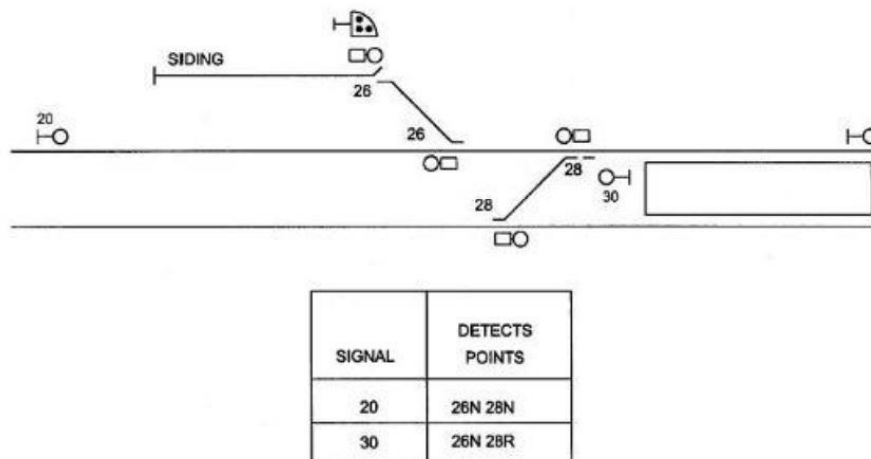 SIDING
26
20
26
28
30
28
SIGNAL DETECTS POINTS
20 26N 28N
30 26N 28R